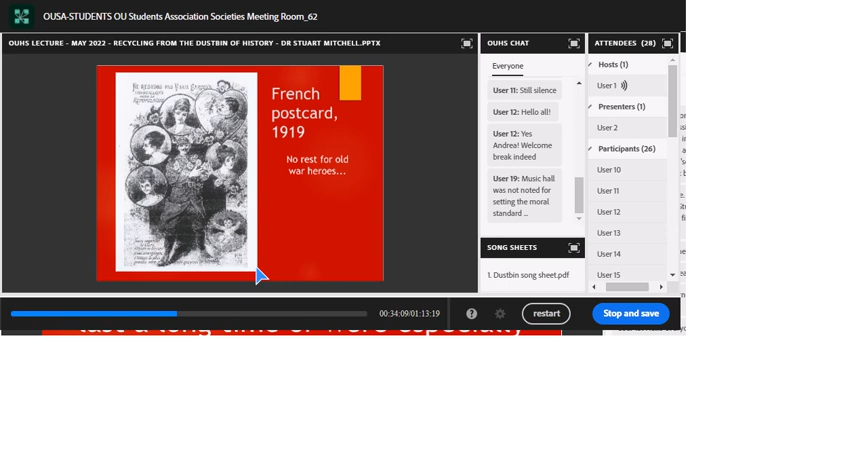 OUSA-STUDENTS OU Students Association Societies Meeting Room_62
OUHS LECTURE - MAY 2022 - RECYCLING FROM THE DUSTBIN OF HISTORY - DR STUART MITCHELL.PPTX
French
postcard,
1919
No rest for old
war heroes...
OUHS CHAT
Everyone
User 11: Still silence
User 12: Hello all!
User 12: Yes
Andrea! Welcome
break indeed
User 19: Music hall
was not noted for
setting the moral
standard ...
SONG SHEETS
1. Dustbin song sheet.pdf
ATTENDEES (28)
Hosts (1)
User 1
Presenters (1)
User 2
Participants (26)
User 10
User 11
User 12
User 13
User 14
User 15
00:34:09/01:13:19
?
restart
Stop and save